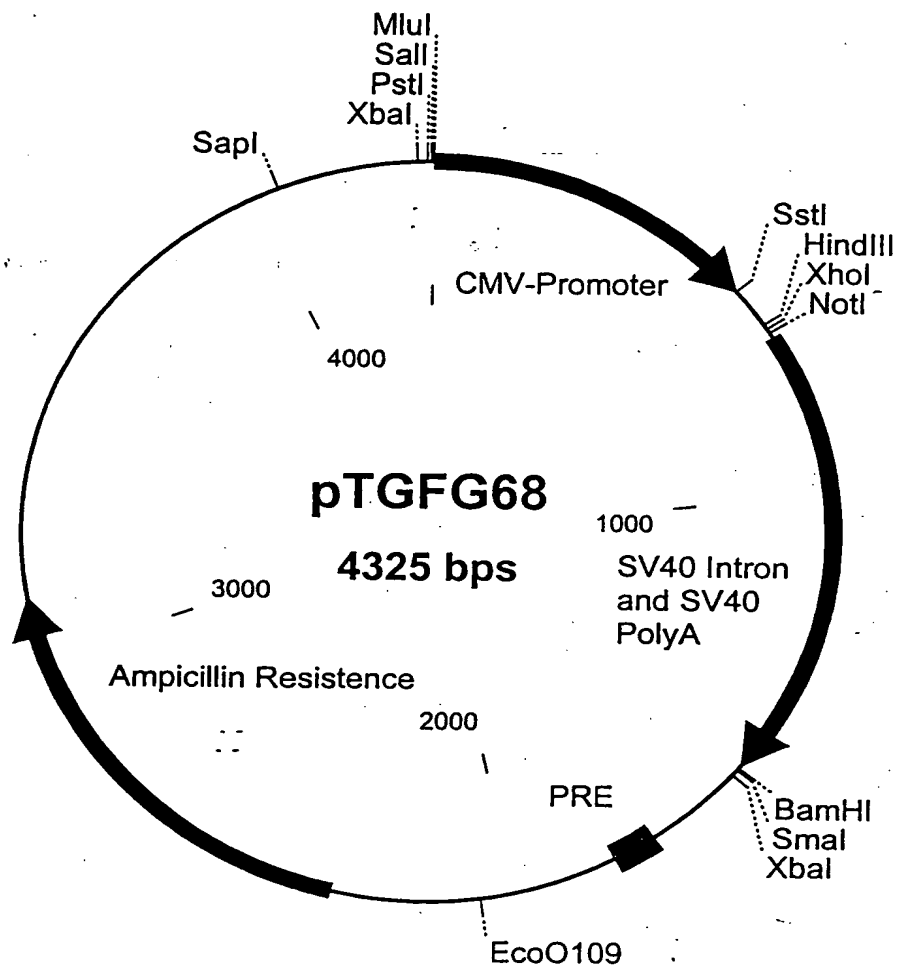 MluI
SalI
PstI
XbaI
SapI
SstI
HindIII
XhoI
NotI
CMV-Promoter
4000
pTGFG68
4325 bps
1000
SV40 Intron
and SV40
PolyA
3000
Ampicillin Resistence
2000
PRE
BamHI
SmaI
XbaI
EcoO109